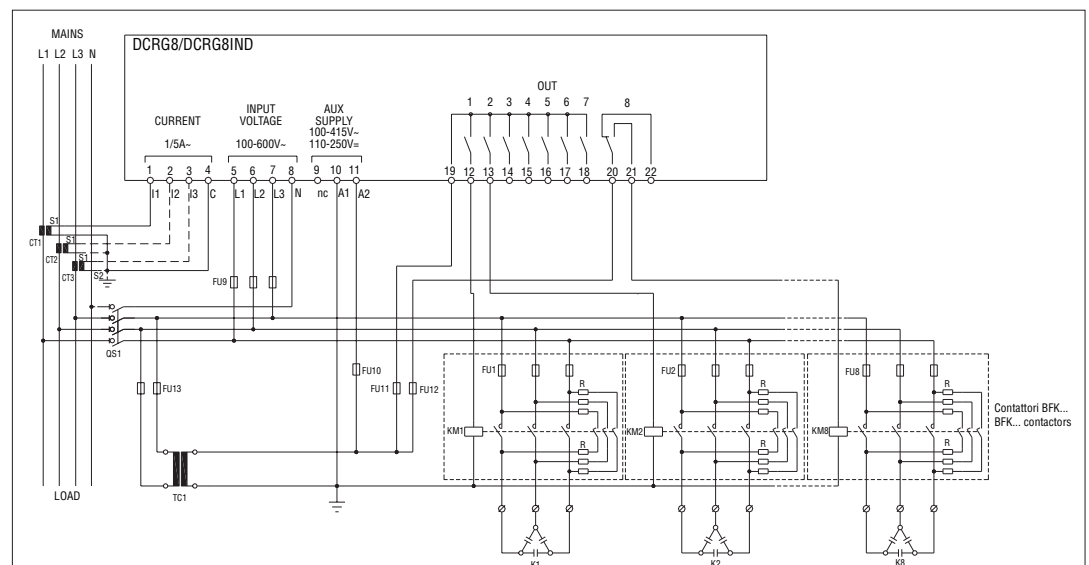 MAINS
L1 L2 L3 N
DCRG8/DCRG8IND
OUT
1 2 3 4 5 6 7 8
CURRENT
1/5A~
INPUT
VOLTAGE
100-600V~
AUX
SUPPLY
100-415V~
110-250V=
1 2 3 4 5 6 7 8 9 10 11 19 12 13 14 15 16 17 18 20 21 22
I1 I2 I3 C L1 L2 L3 N nc A1 A2
S1
CT1
S1
CT2
S1
CT3
S2
FU9
QS1
FU13
FU10
FU11
FU12
FU1
R
KM1
R
FU2
R
KM2
R
FU8
R
KM8
R
Contattori BFK...
BFK... contactors
LOAD
TC1
K1
K2
K8